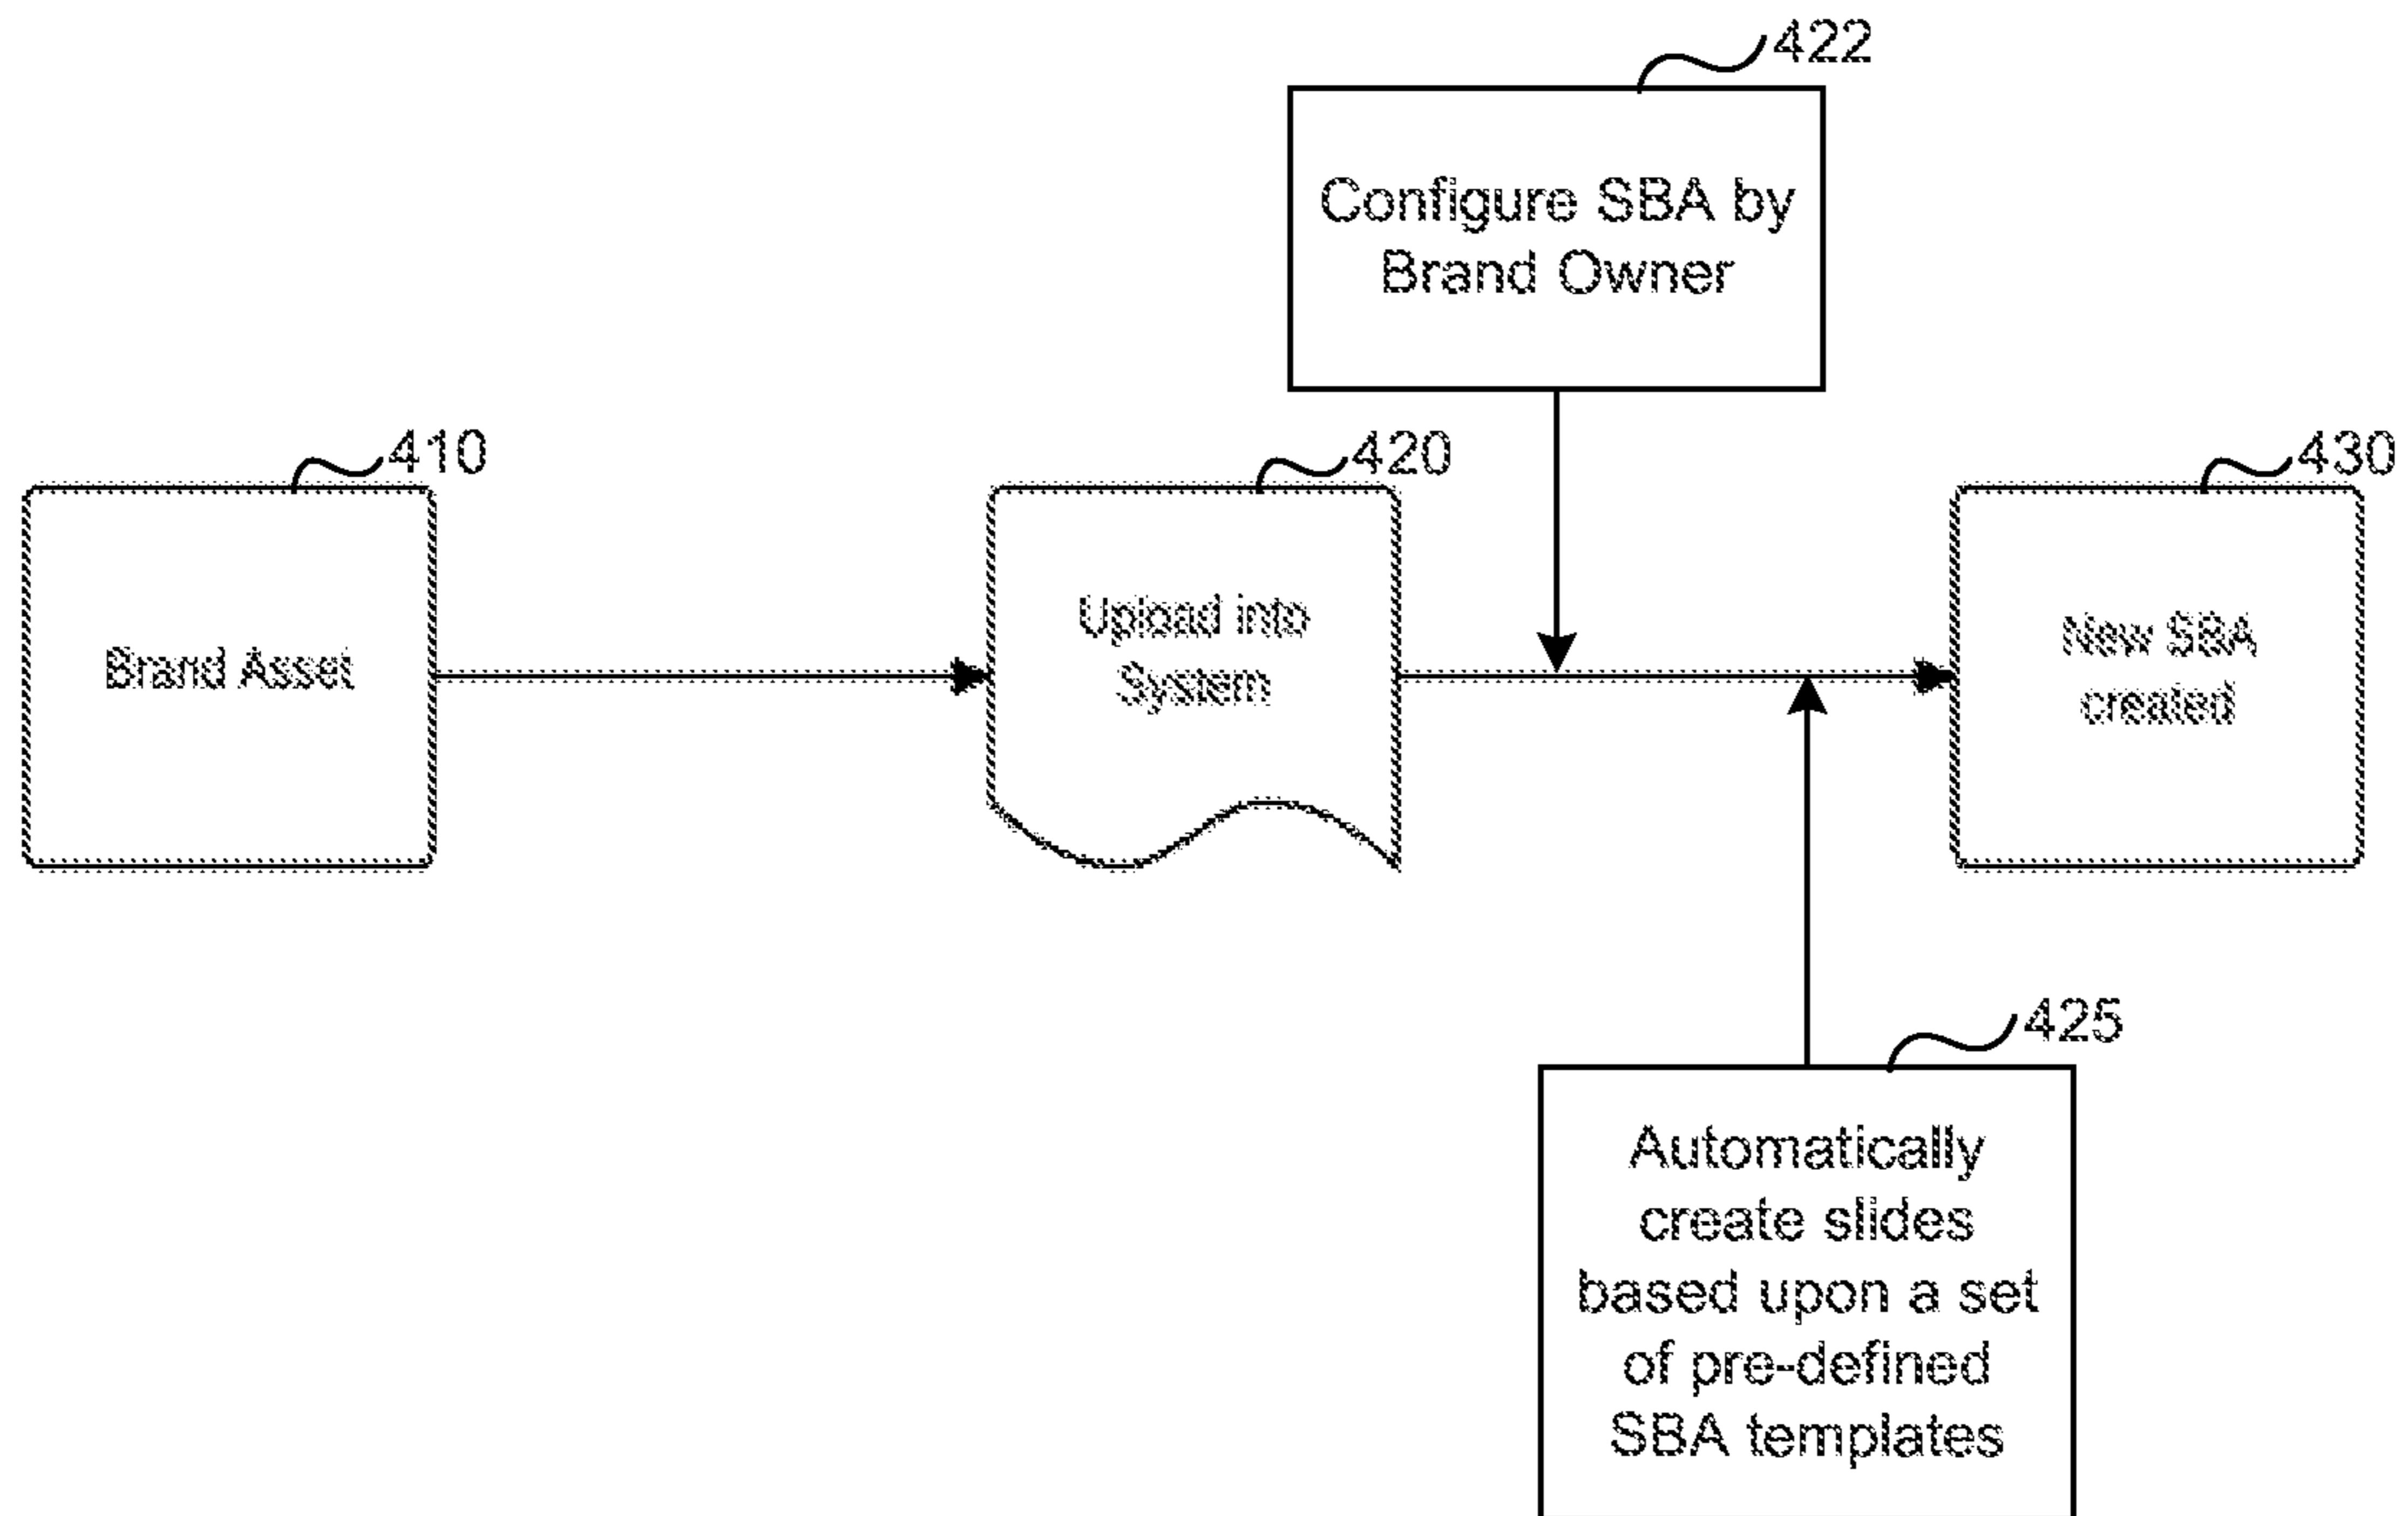 422
Configure SBA by
Brand Owner
410
420
430
Brand Asset
Upload into
System
New SBA
created
425
Automatically
create slides
based upon a set
of pre-defined
SBA templates